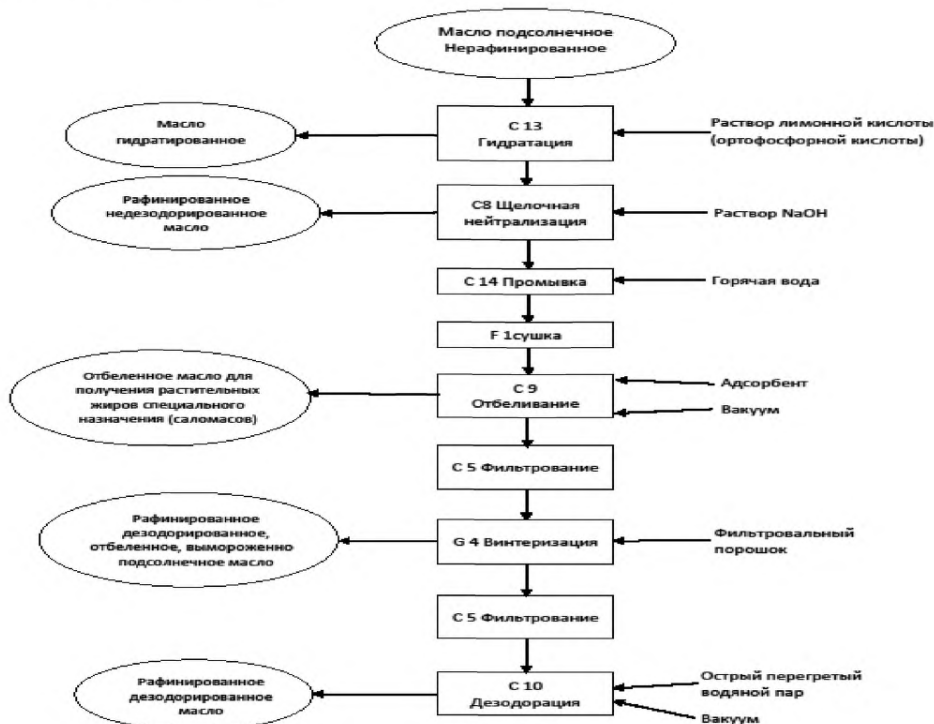 Масло подсолнечное
Нерафинированное
Масло
гидратированное
С 13
Гидратация
Раствор лимонной кислоты
(ортофосфорной кислоты)
Рафинированное
недезодорированное
масло
С8 Щелочная
нейтрализация
Раствор NaOH
С 14 Промывка
Горячая вода
F 1сушка
Отбеленное масло для
получения растительных
жиров специального
назначения (саломасов)
С 9
Отбеливание
Адсорбент
Вакуум
С 5 Фильтрование
Рафинированное
дезодорированное,
отбеленное, вымороженно
подсолнечное масло
G 4 Винтеризация
Фильтровальный
порошок
С 5 Фильтрование
Рафинированное
дезодорированное
масло
С 10
Дезодорация
Острый перегретый
водяной пар
Вакуум